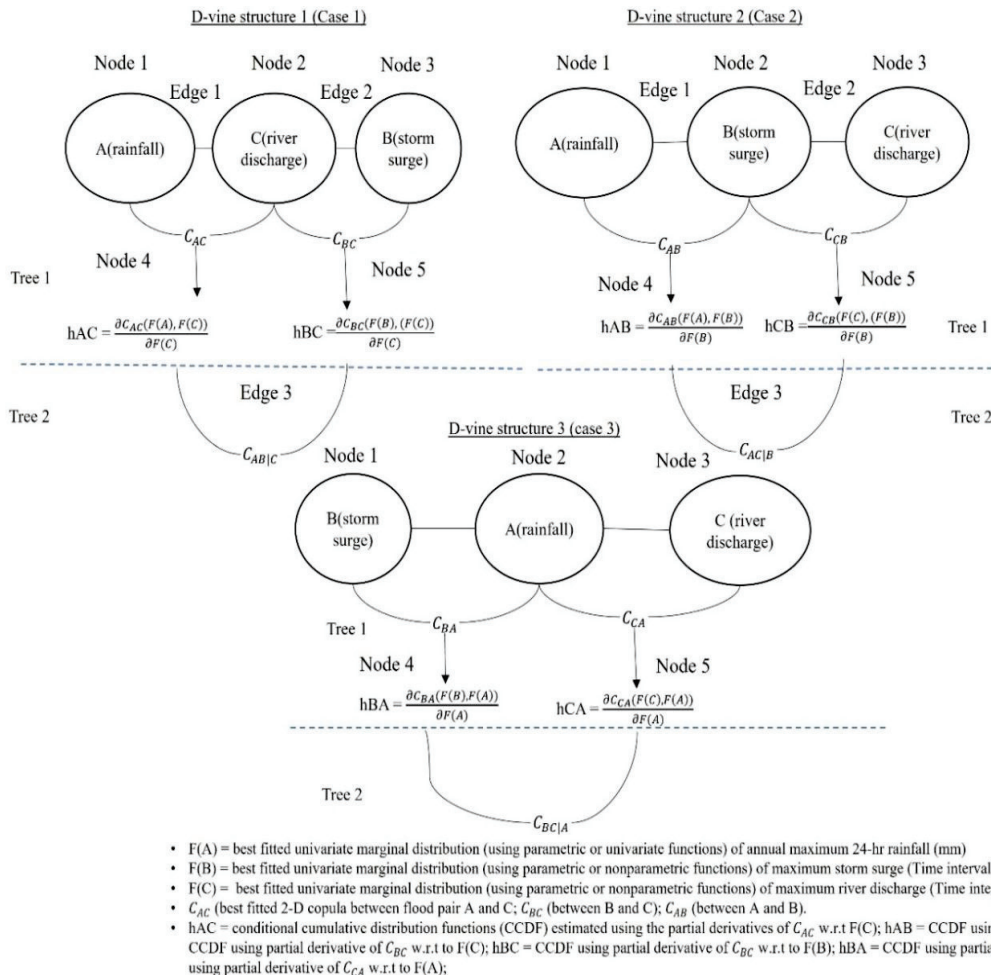 D-vine structure 1 (Case 1)
Node 1
Node 2
Node 3
Edge 1
Edge 2
A(rainfall)
C(river
discharge)
B(storm
surge)
C_AC
C_BC
Node 4
Node 5
Tree 1
hAC = ∂C_AC(F(A), F(C)) / ∂F(C)
hBC = ∂C_BC(F(B), (F(C)) / ∂F(C)
Edge 3
Tree 2
C_AB|C
D-vine structure 2 (Case 2)
Node 1
Node 2
Node 3
Edge 1
Edge 2
A(rainfall)
B(storm
surge)
C(river
discharge)
C_AB
C_CB
Node 4
Node 5
hAB = ∂C_AB(F(A), F(B)) / ∂F(B)
hCB = ∂C_CB(F(C), (F(B)) / ∂F(B)
Tree 1
Edge 3
Tree 2
C_AC|B
D-vine structure 3 (case 3)
Node 1
Node 2
Node 3
B(storm
surge)
A(rainfall)
C (river
discharge)
Tree 1
C_BA
C_CA
Node 4
Node 5
hBA = ∂C_BA(F(B),F(A)) / ∂F(A)
hCA = ∂C_CA(F(C),F(A)) / ∂F(A)
Tree 2
C_BC|A
• F(A) = best fitted univariate marginal distribution (using parametric or univariate functions) of annual maximum 24-hr rainfall (mm)
• F(B) = best fitted univariate marginal distribution (using parametric or nonparametric functions) of maximum storm surge (Time interval
• F(C) = best fitted univariate marginal distribution (using parametric or nonparametric functions) of maximum river discharge (Time inte
• C_AC (best fitted 2-D copula between flood pair A and C; C_BC (between B and C); C_AB (between A and B).
• hAC = conditional cumulative distribution functions (CCDF) estimated using the partial derivatives of C_AC w.r.t F(C); hAB = CCDF usin
CCDF using partial derivative of C_BC w.r.t to F(C); hBC = CCDF using partial derivative of C_BC w.r.t to F(B); hBA = CCDF using partia
using partial derivative of C_CA w.r.t to F(A);